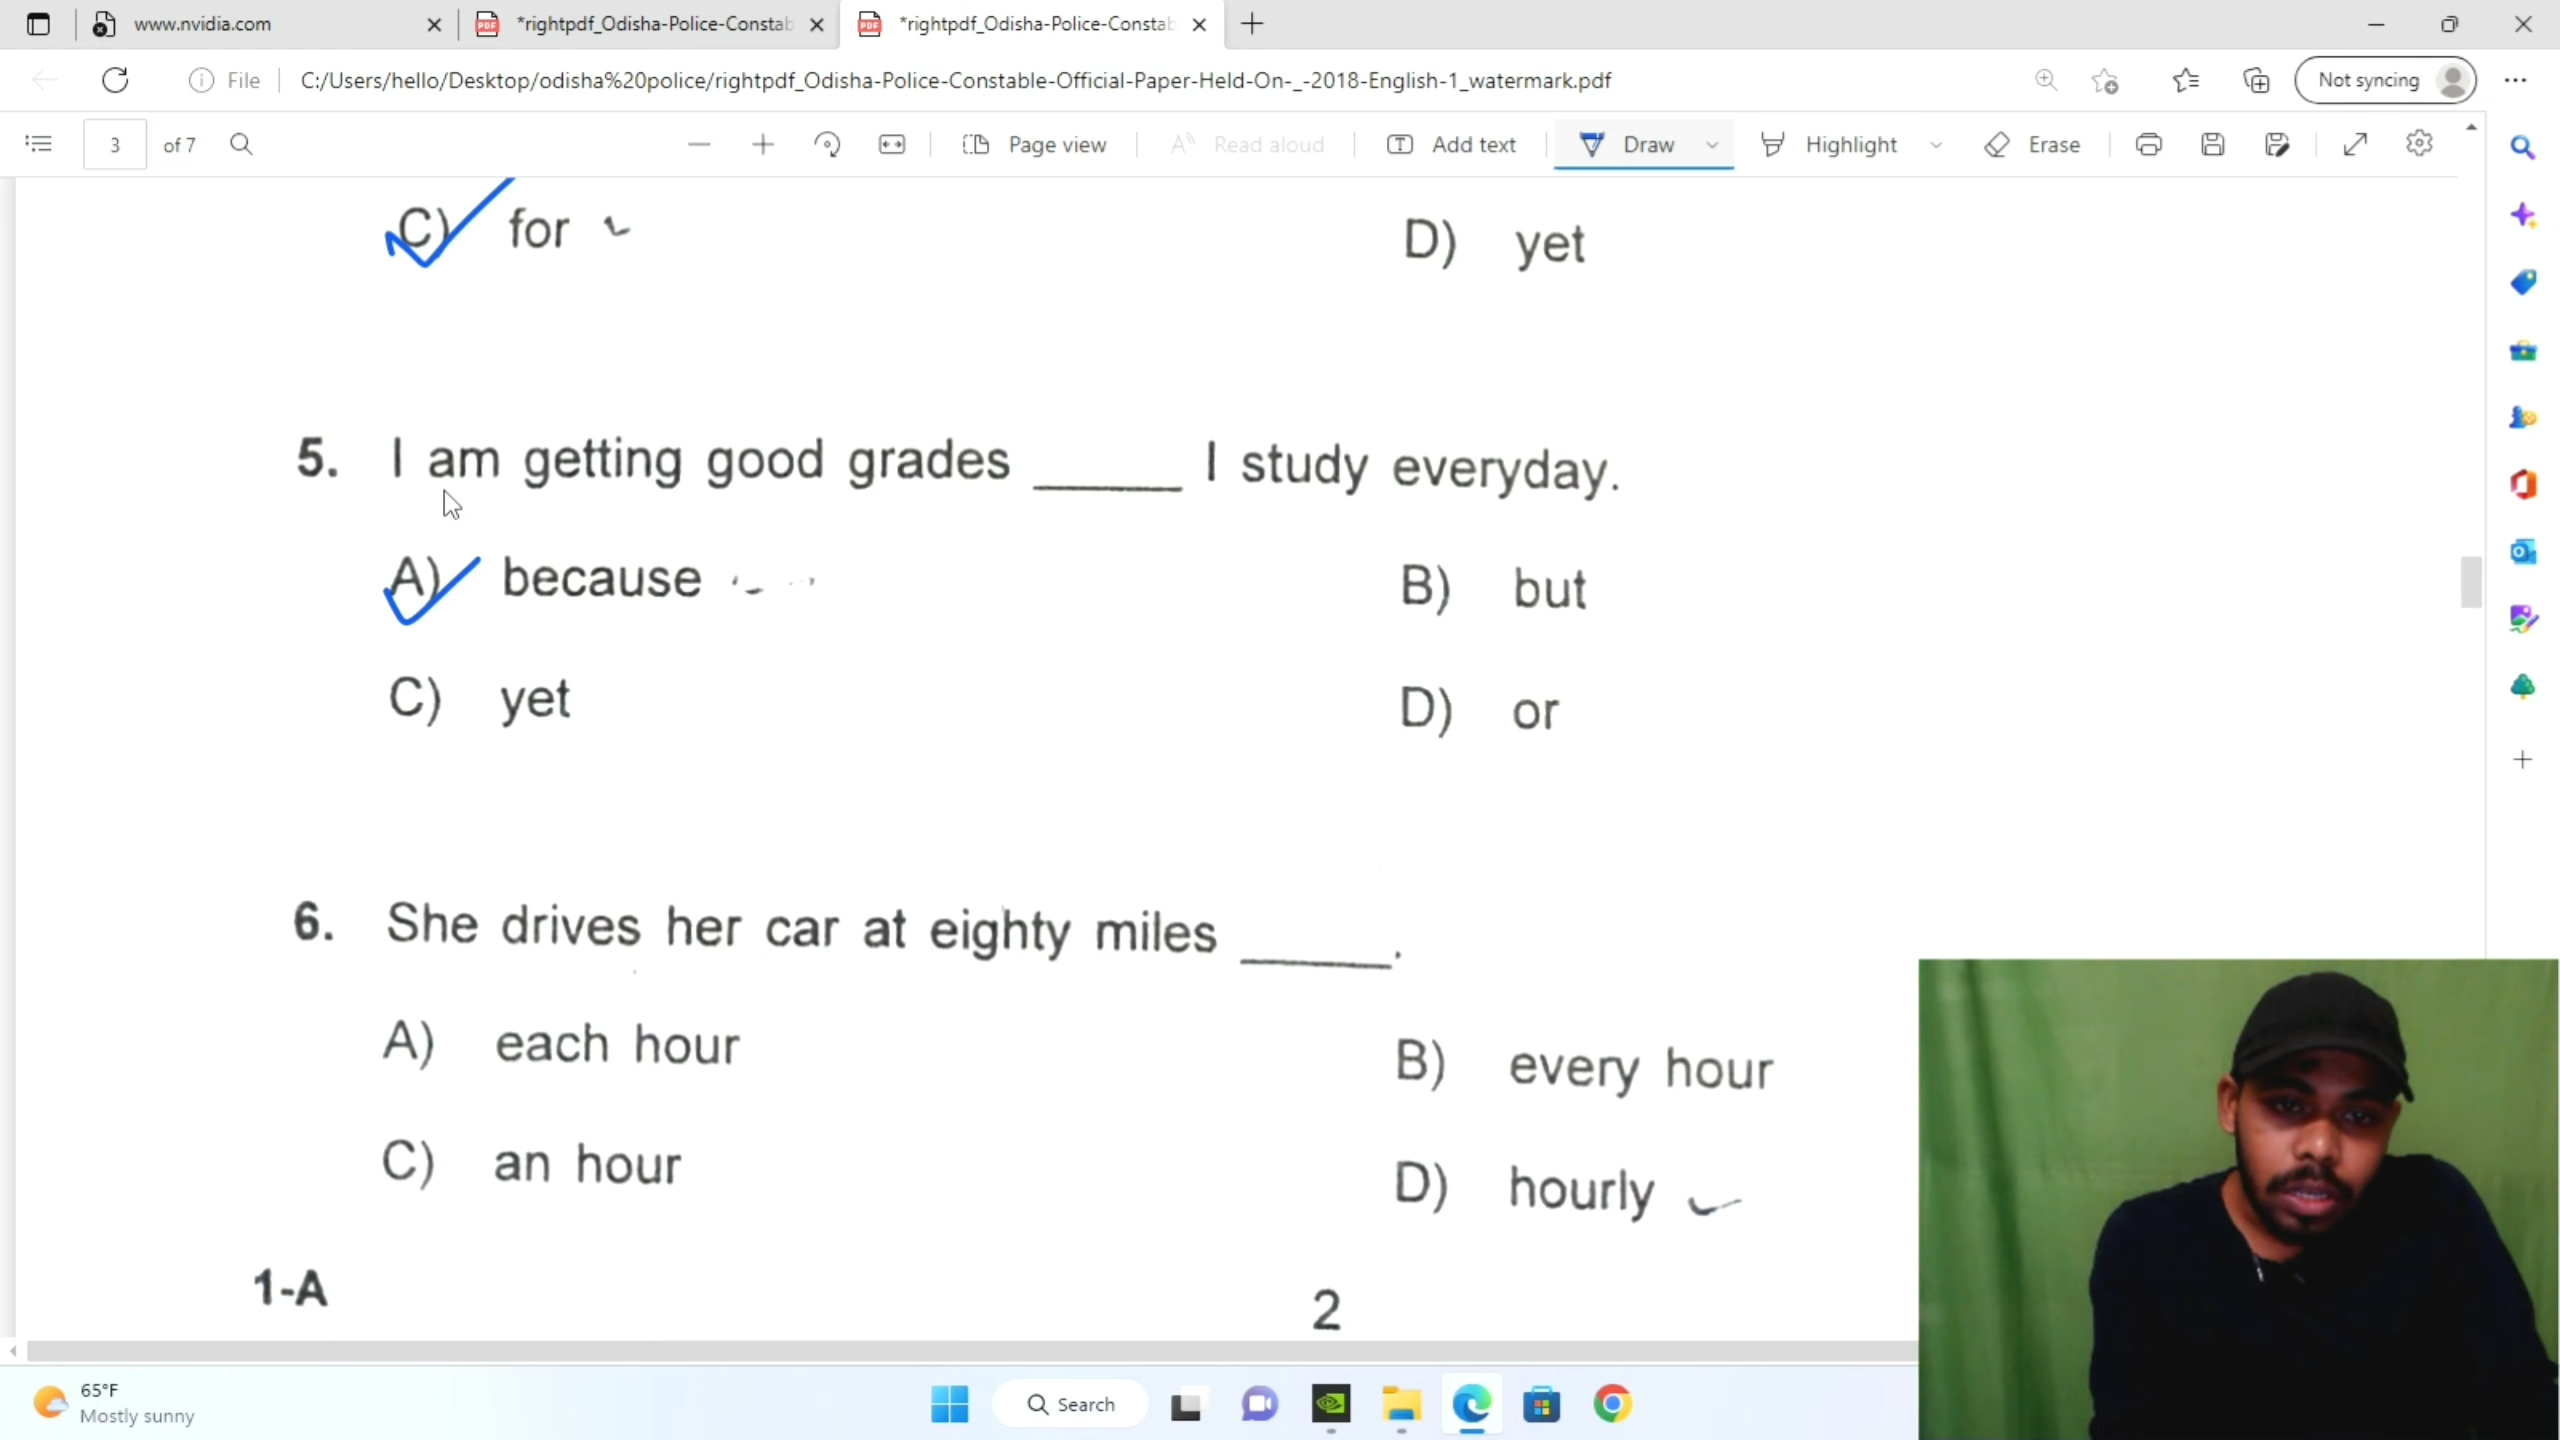 www.nvidia.com
*rightpdf_Odisha-Police-Constab
*rightpdf_Odisha-Police-Constab
File
C:/Users/hello/Desktop/odisha%20police/rightpdf_Odisha-Police-Constable-Official-Paper-Held-On-_-2018-English-1_watermark.pdf
Not syncing
3 of 7
Page view
Read aloud
Add text
Draw
Highlight
Erase
C) for
D) yet
5. I am getting good grades _____ I study everyday.
A) because
B) but
C) yet
D) or
6. She drives her car at eighty miles _____.
A) each hour
B) every hour
C) an hour
D) hourly
1-A
2
65°F
Mostly sunny
Search